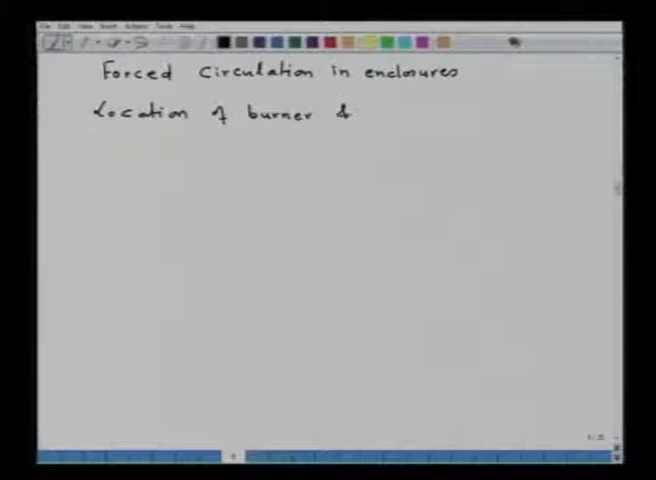 Forced circulation in enclosures
Location of burner &